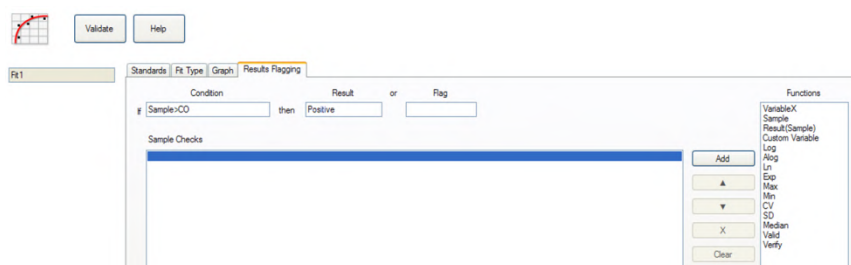 Validate Help
Fit1
Standards Fit Type Graph Results Flagging
Condition Result or Flag Functions
If Sample>CO then Positive
Sample Checks
VariableX
Sample
Result(Sample)
Custom Variable
Log
Add Alog
Ln
Exp
▲ Max
Min
▼ CV
SD
X Median
Valid
Verify
Clear